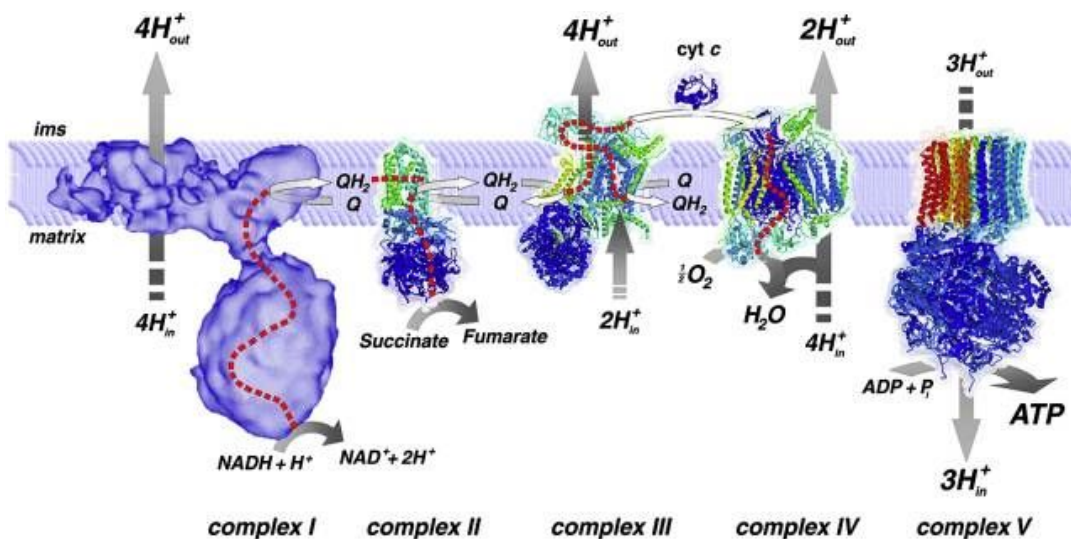 4H⁺out
4H⁺out
cyt c
2H⁺out
3H⁺out
ims
matrix
QH₂
Q
QH₂
Q
Q
QH₂
4H⁺in
Succinate
Fumarate
2H⁺in
½O₂
H₂O
4H⁺in
ADP + Pi
ATP
NADH + H⁺
NAD⁺ + 2H⁺
3H⁺in
complex I
complex II
complex III
complex IV
complex V